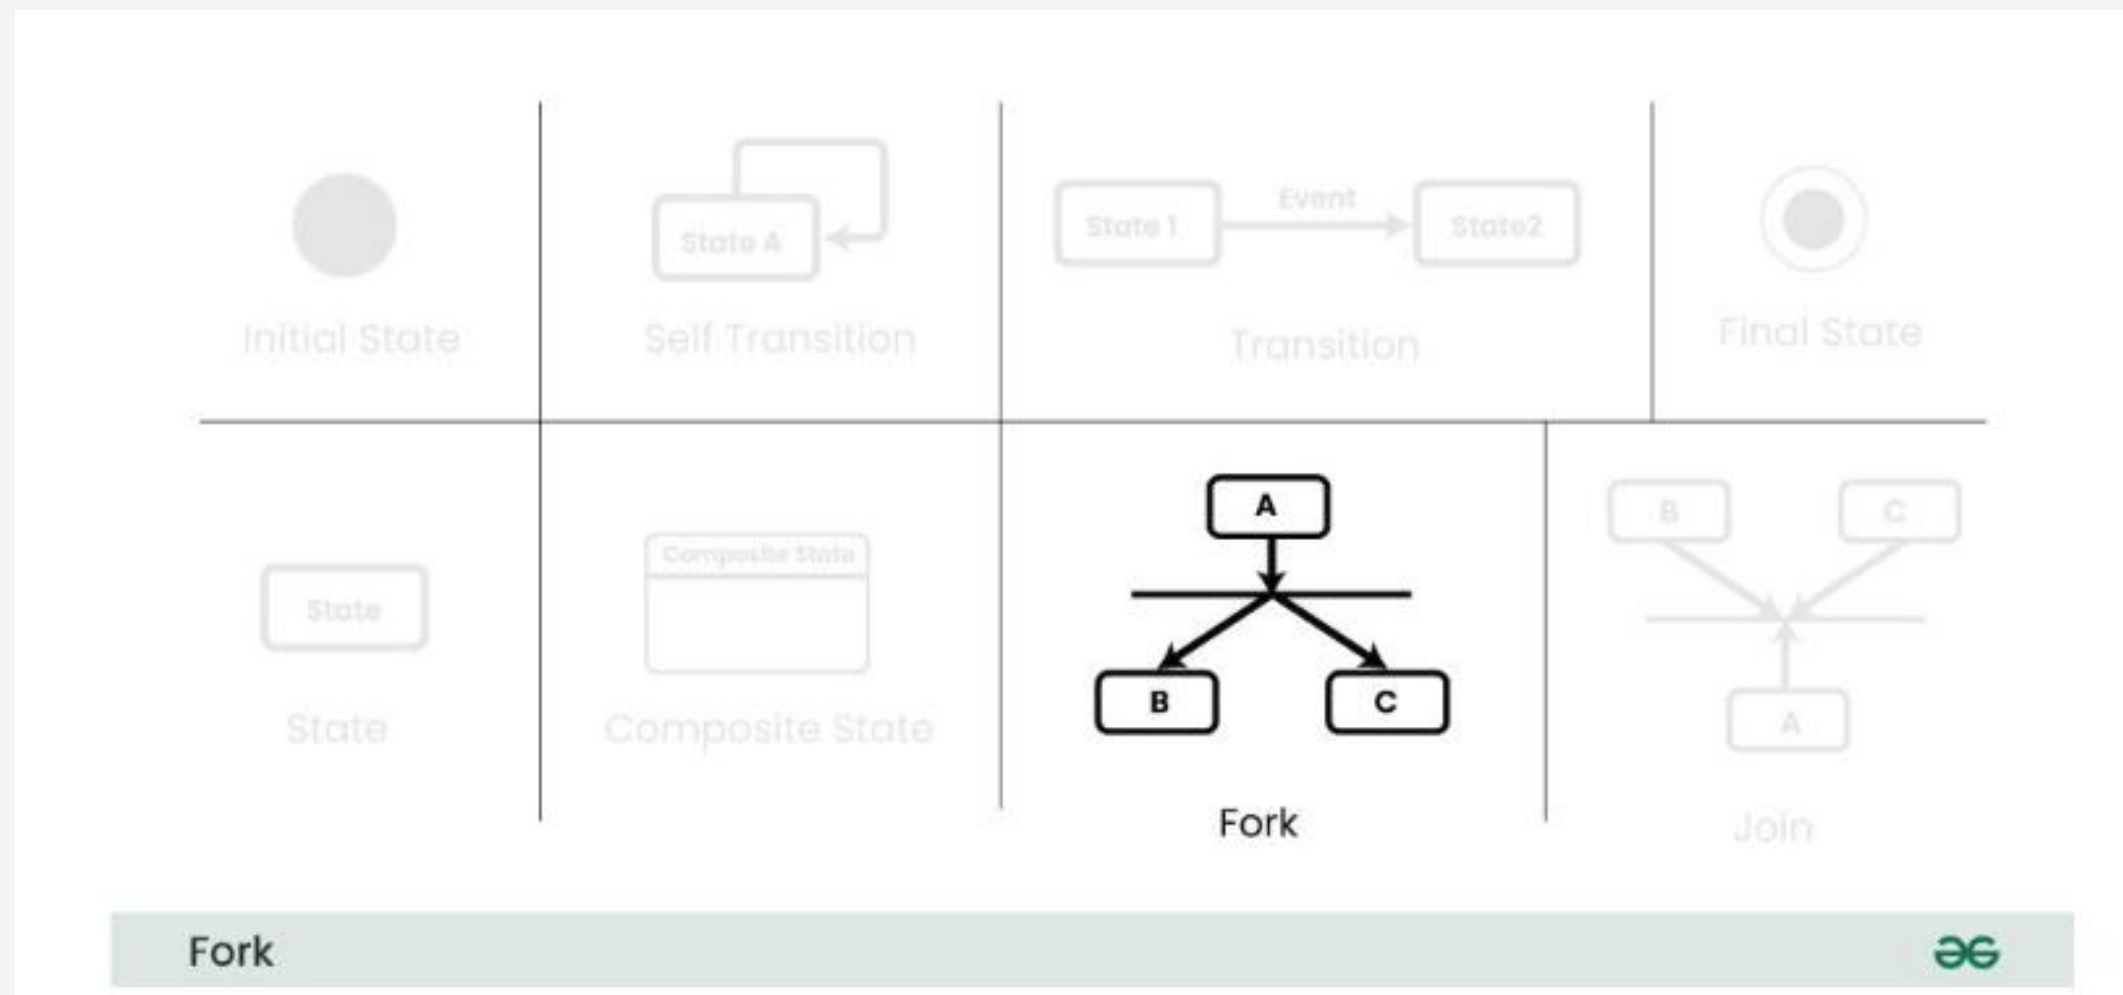 State A
State 1
Event
State2
Initial State
Self Transition
Transition
Final State
State
State
Composite State
Composite State
A
B
C
Fork
B
C
A
Join
Fork